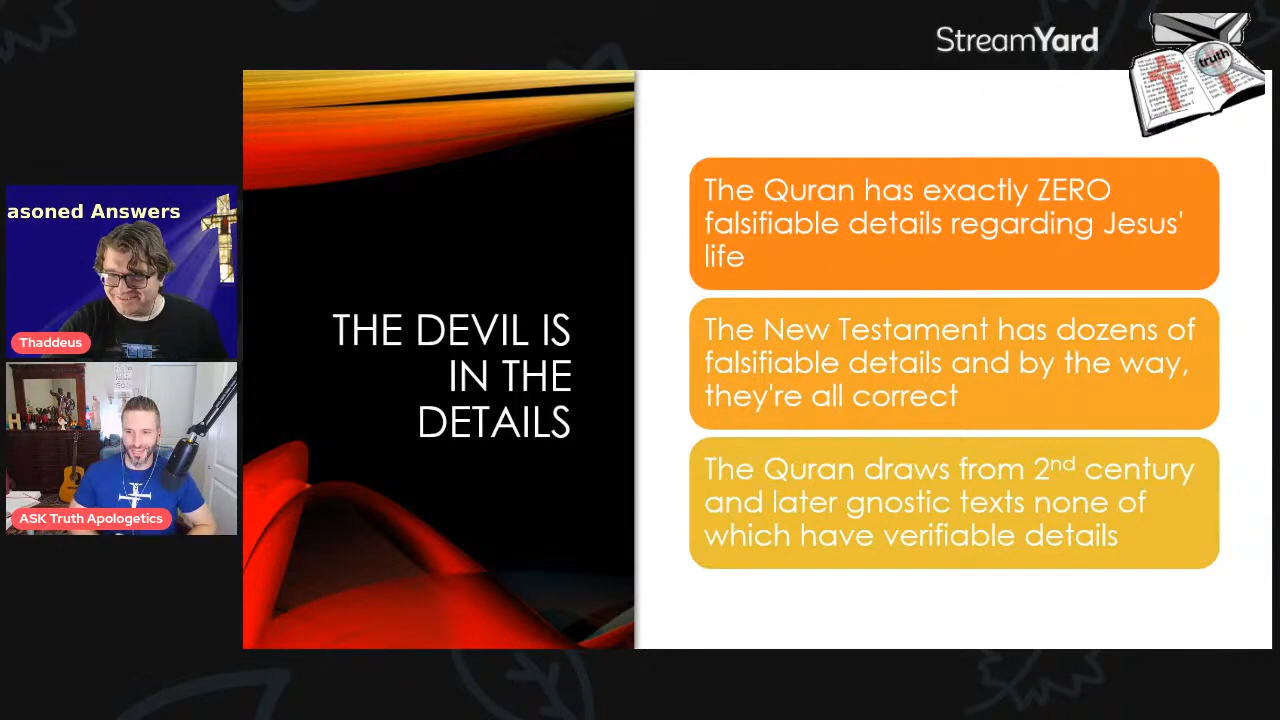 StreamYard
truth
asoned Answers
Thaddeus
ASK Truth Apologetics
THE DEVIL IS
IN THE
DETAILS
The Quran has exactly ZERO
falsifiable details regarding Jesus'
life
The New Testament has dozens of
falsifiable details and by the way,
they're all correct
The Quran draws from 2nd century
and later gnostic texts none of
which have verifiable details